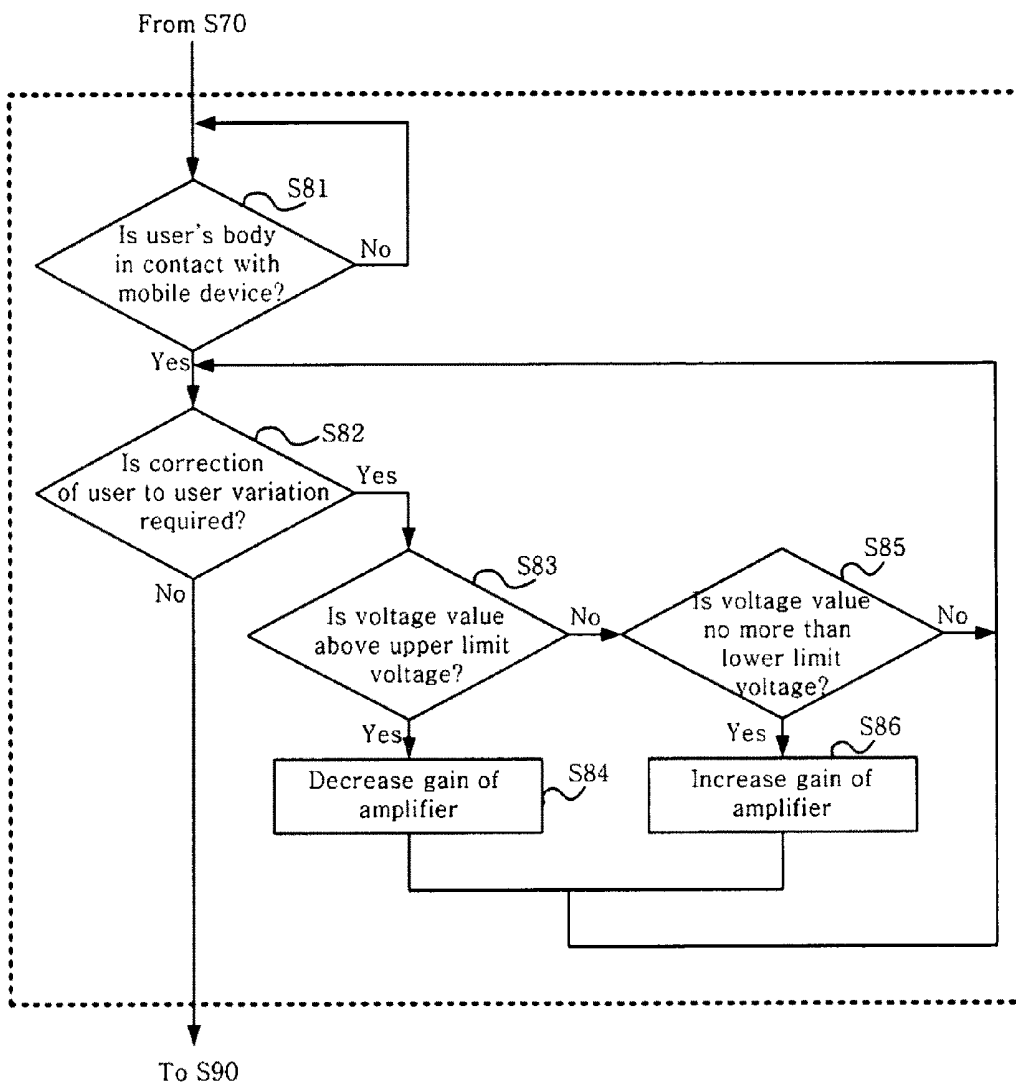 From S70
S81
Is user's body
in contact with
mobile device?
No
Yes
S82
Is correction
of user to user variation
required?
Yes
No
S83
Is voltage value
above upper limit
voltage?
No
S85
Is voltage value
no more than
lower limit
voltage?
No
Yes
S84
Decrease gain of
amplifier
Yes
S86
Increase gain of
amplifier
To S90